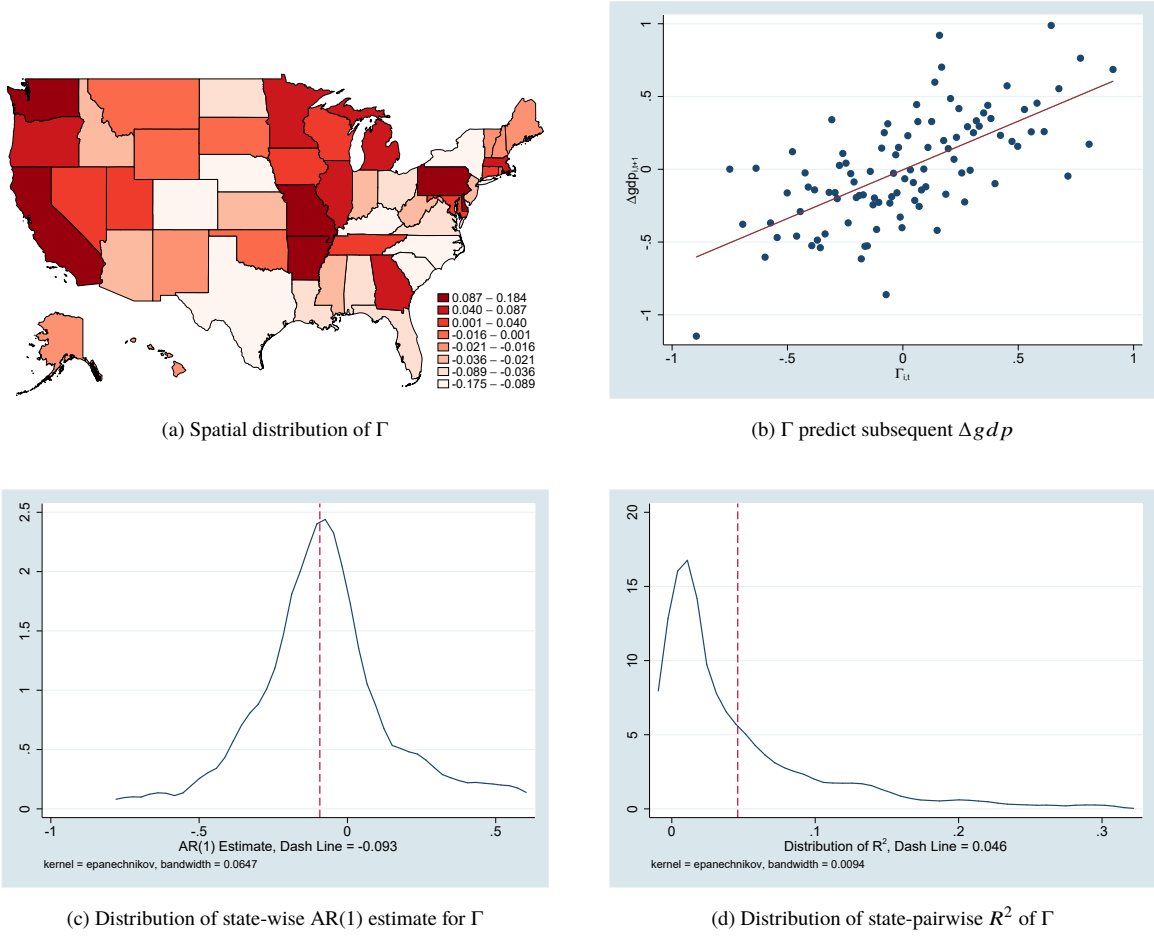 0.087 – 0.184
0.040 – 0.087
0.001 – 0.040
-0.016 – 0.001
-0.021 – -0.016
-0.036 – -0.021
-0.089 – -0.036
-0.175 – -0.089
(a) Spatial distribution of Γ
Δgdp i,t+1
1
.5
0
-.5
-1
-1 -.5 0 .5 1
Γ i,t
(b) Γ predict subsequent Δgdp
2.5
2
1.5
1
.5
0
-1 -.5 0 .5
AR(1) Estimate, Dash Line = -0.093
kernel = epanechnikov, bandwidth = 0.0647
(c) Distribution of state-wise AR(1) estimate for Γ
20
15
10
5
0
0 .1 .2 .3
Distribution of R², Dash Line = 0.046
kernel = epanechnikov, bandwidth = 0.0094
(d) Distribution of state-pairwise R² of Γ